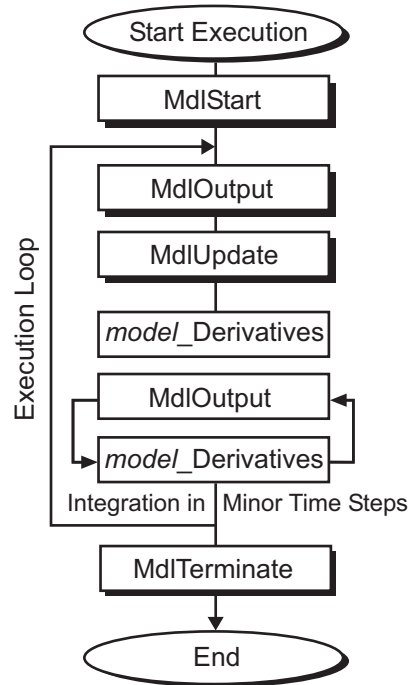 Start Execution
MdlStart
MdlOutput
MdlUpdate
model_Derivatives
Execution Loop
MdlOutput
model_Derivatives
Integration in Minor Time Steps
MdlTerminate
End